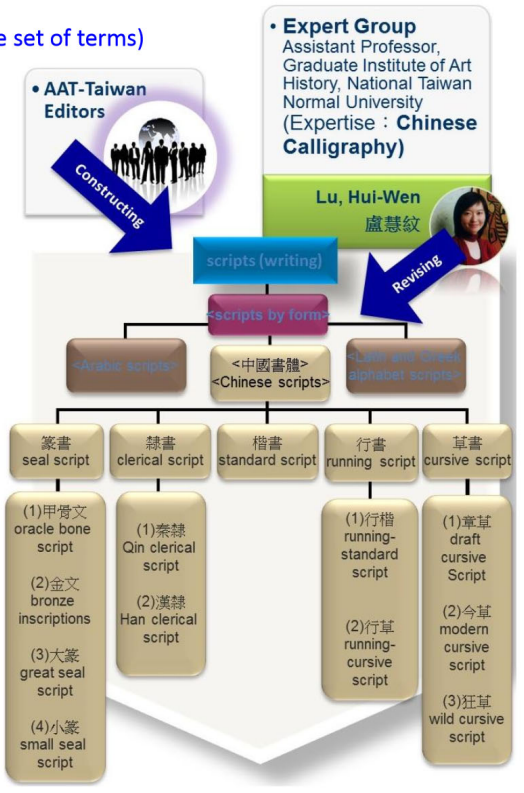 e set of terms)
• AAT-Taiwan
Editors
• Expert Group
Assistant Professor,
Graduate Institute of Art
History, National Taiwan
Normal University
(Expertise：Chinese
Calligraphy)
Lu, Hui-Wen
盧慧紋
Constructing
Revising
scripts (writing)
<scripts by form>
<Arabic scripts>
<中國書體>
<Chinese scripts>
<Latin and Greek
alphabet scripts>
篆書
seal script
隸書
clerical script
楷書
standard script
行書
running script
草書
cursive script
(1)甲骨文
oracle bone
script
(2)金文
bronze
inscriptions
(3)大篆
great seal
script
(4)小篆
small seal
script
(1)秦隸
Qin clerical
script
(2)漢隸
Han clerical
script
(1)行楷
running-
standard
script
(2)行草
running-
cursive
script
(1)章草
draft
cursive
Script
(2)今草
modern
cursive
script
(3)狂草
wild cursive
script